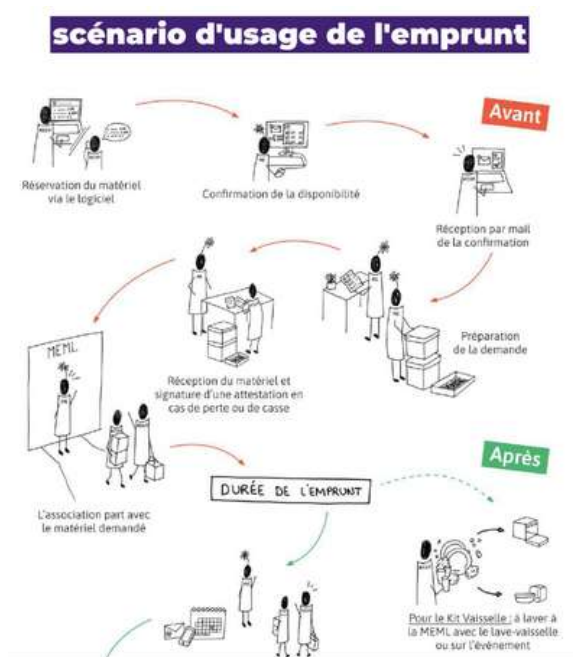 scénario d'usage de l'emprunt
Avant
Réservation du matériel
via le logiciel
Confirmation de la disponibilité
Réception par mail
de la confirmation
Préparation
de la demande
Réception du matériel et
signature d'une attestation en
cas de perte ou de casse
MEML
L'association part avec
le matériel demandé
DURÉE DE L'EMPRUNT
Après
Pour le Kit Vaisselle : à laver à
la MEML avec le lave-vaisselle
ou sur l'événement